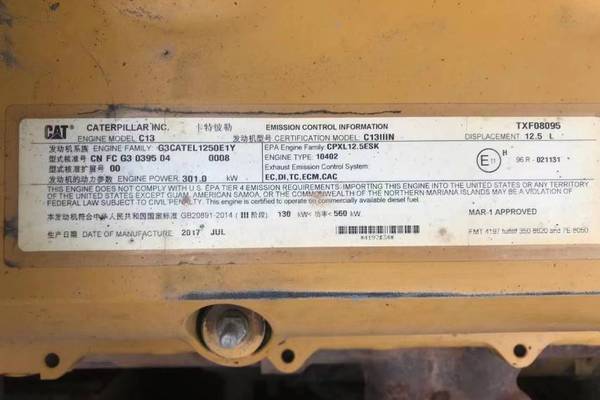 CAT CATERPILLAR INC. 卡特彼勒 EMISSION CONTROL INFORMATION TXF08095
ENGINE MODEL C13 发动机型号 CERTIFICATION MODEL: C13IIIN DISPLACEMENT: 12.5 L
发动机系族 ENGINE FAMILY: G3CATEL1250E1Y EPA Engine Family: CPXL12.5ESK
型式核准号 CN FC G3 0395 04 0008 ENGINE TYPE: 10402 E11 H 96 R - 021131
型式核准扩展号 00 Exhaust Emission Control System:
发动机的动力参数 ENGINE POWER: 301.0 kW EC,DI,TC,ECM,CAC
THIS ENGINE DOES NOT COMPLY WITH U.S. EPA TIER 4 EMISSION REQUIREMENTS. IMPORTING THIS ENGINE INTO THE UNITED STATES OR ANY TERRITORY
OF THE UNITED STATES EXCEPT GUAM, AMERICAN SAMOA, OR THE COMMONWEALTH OF THE NORTHERN MARIANA ISLANDS MAY BE A VIOLATION OF
FEDERAL LAW SUBJECT TO CIVIL PENALTY. This engine is certified to operate on commercially available diesel fuel.
本发动机符合中华人民共和国国家标准 GB20891-2014 ( III 阶段) 130 kW< 功率< 560 kW MAR-1 APPROVED
生产日期 DATE OF MANUFACTURE 2017 JUL